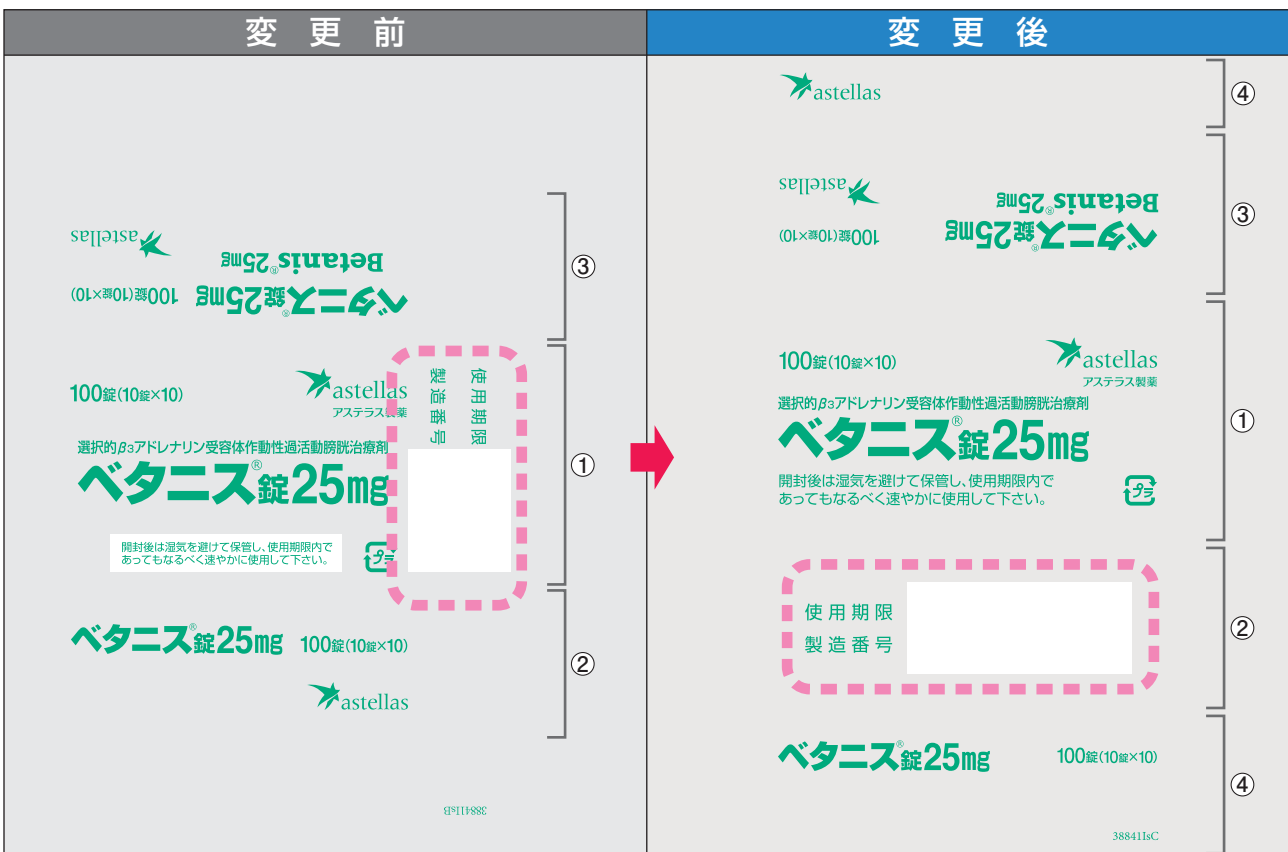 変更前
astellas
Betanis® 25mg
100錠(10錠×10) ベタニス®錠25mg
③
100錠(10錠×10)
astellas
アステラス製薬
使用期限
製造番号
選択的β3アドレナリン受容体作動性過活動膀胱治療剤
ベタニス®錠25mg
開封後は湿気を避けて保管し、使用期限内で
あってもなるべく速やかに使用して下さい。
プラ
①
ベタニス®錠25mg 100錠(10錠×10)
astellas
②
38841IsB
変更後
astellas
④
astellas
Betanis® 25mg
100錠(10錠×10) ベタニス®錠25mg
③
100錠(10錠×10)
astellas
アステラス製薬
選択的β3アドレナリン受容体作動性過活動膀胱治療剤
ベタニス®錠25mg
開封後は湿気を避けて保管し、使用期限内で
あってもなるべく速やかに使用して下さい。
プラ
①
使用期限
製造番号
②
ベタニス®錠25mg 100錠(10錠×10)
④
38841IsC